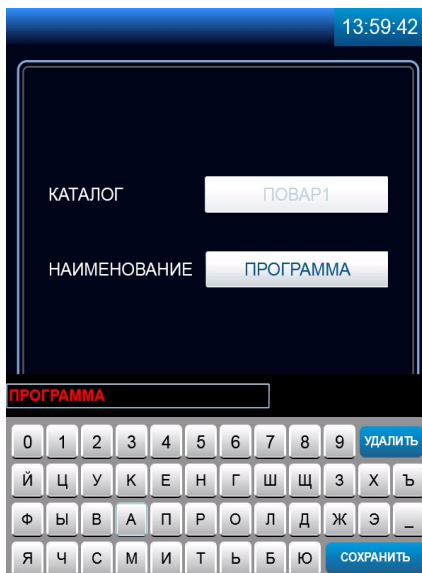 13:59:42
КАТАЛОГ ПОВАР1
НАИМЕНОВАНИЕ ПРОГРАММА
ПРОГРАММА
0 1 2 3 4 5 6 7 8 9 УДАЛИТЬ
Й Ц У К Е Н Г Ш Щ З Х Ъ
Ф Ы В А П Р О Л Д Ж Э _
Я Ч С М И Т Ь Б Ю СОХРАНИТЬ